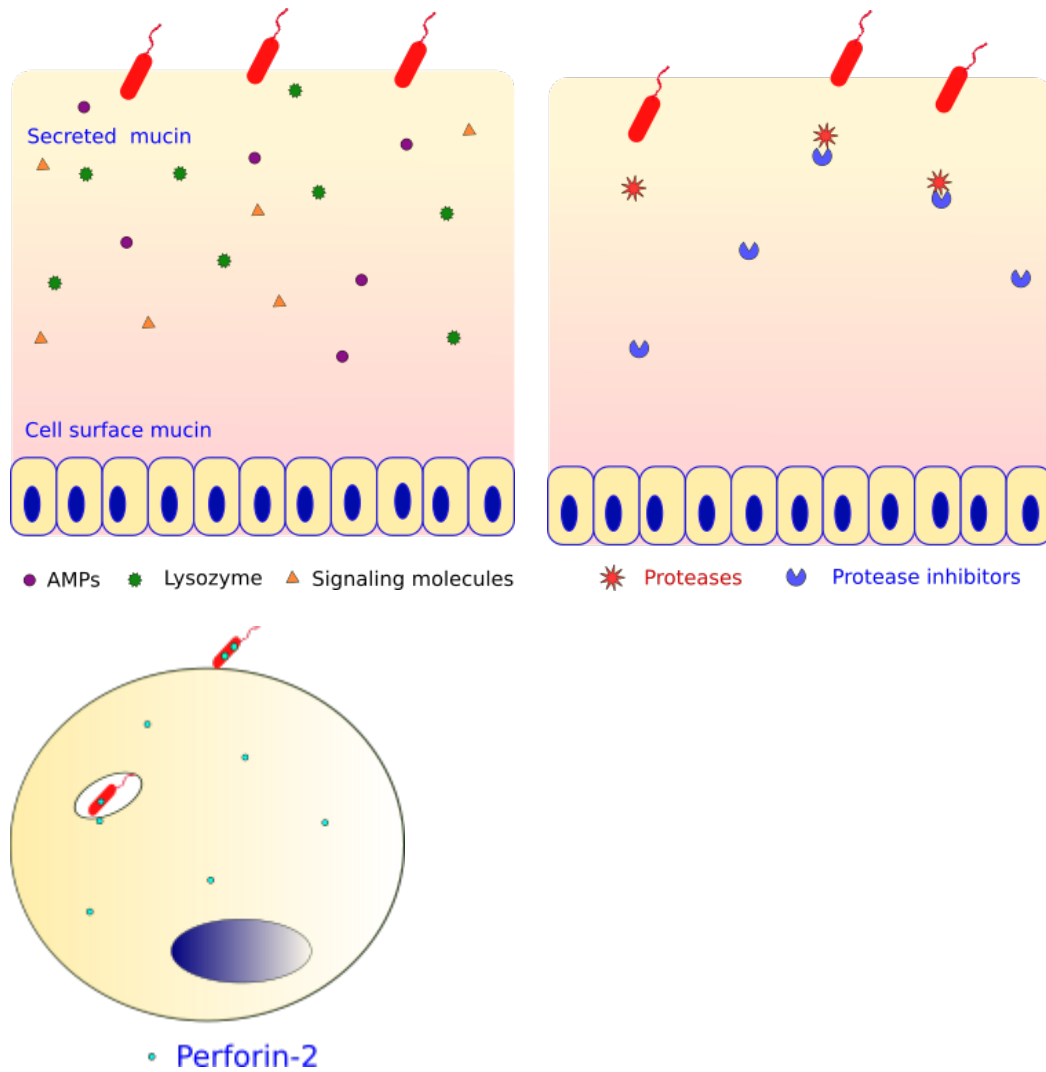 Secreted mucin
Cell surface mucin
AMPs Lysozyme Signaling molecules
Proteases Protease inhibitors
Perforin-2